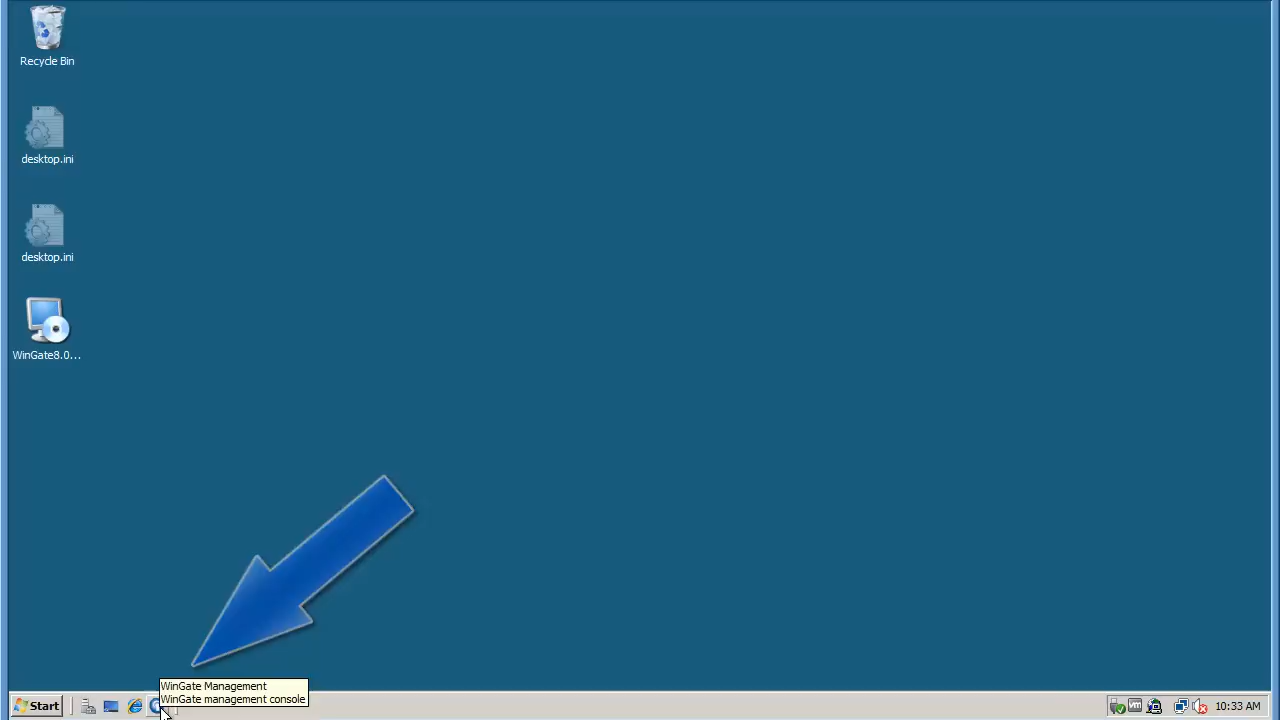 Recycle Bin
desktop.ini
desktop.ini
WinGate8.0...
WinGate Management
WinGate management console
Start
10:33 AM